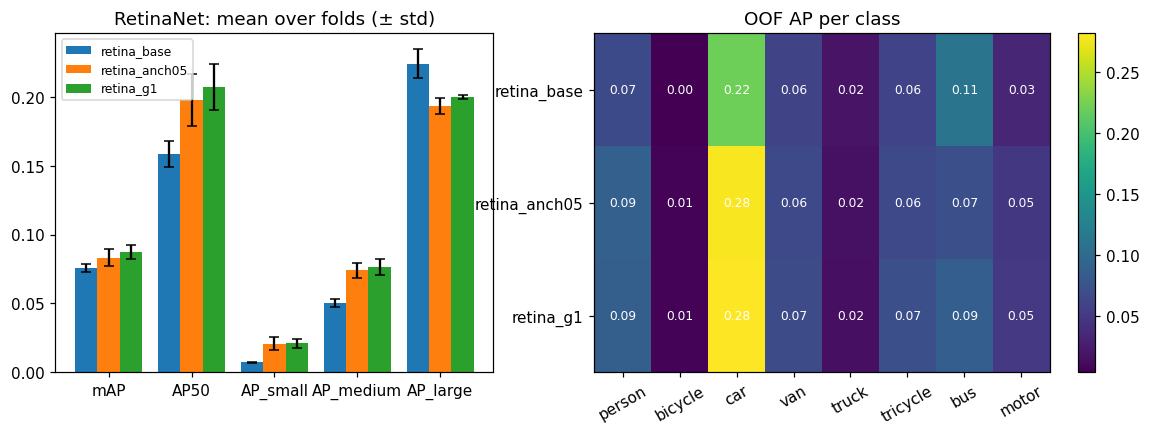 RetinaNet: mean over folds (± std)
retina_base
retina_anch05
retina_g1
0.20
0.15
0.10
0.05
0.00
mAP AP50 AP_small AP_medium AP_large
OOF AP per class
retina_base 0.07 0.00 0.22 0.06 0.02 0.06 0.11 0.03
retina_anch05 0.09 0.01 0.28 0.06 0.02 0.06 0.07 0.05
retina_g1 0.09 0.01 0.28 0.07 0.02 0.07 0.09 0.05
person bicycle car van truck tricycle bus motor
0.25
0.20
0.15
0.10
0.05